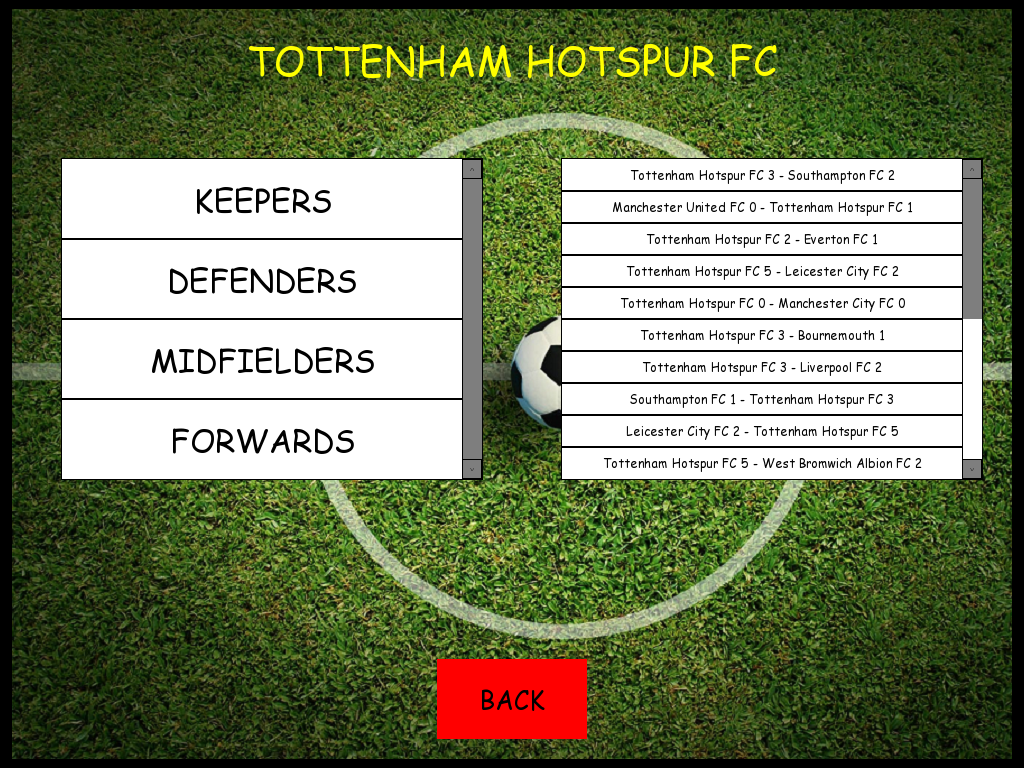 TOTTENHAM HOTSPUR FC
KEEPERS
DEFENDERS
MIDFIELDERS
FORWARDS
Tottenham Hotspur FC 3 - Southampton FC 2
Manchester United FC 0 - Tottenham Hotspur FC 1
Tottenham Hotspur FC 2 - Everton FC 1
Tottenham Hotspur FC 5 - Leicester City FC 2
Tottenham Hotspur FC 0 - Manchester City FC 0
Tottenham Hotspur FC 3 - Bournemouth 1
Tottenham Hotspur FC 3 - Liverpool FC 2
Southampton FC 1 - Tottenham Hotspur FC 3
Leicester City FC 2 - Tottenham Hotspur FC 5
Tottenham Hotspur FC 5 - West Bromwich Albion FC 2
BACK